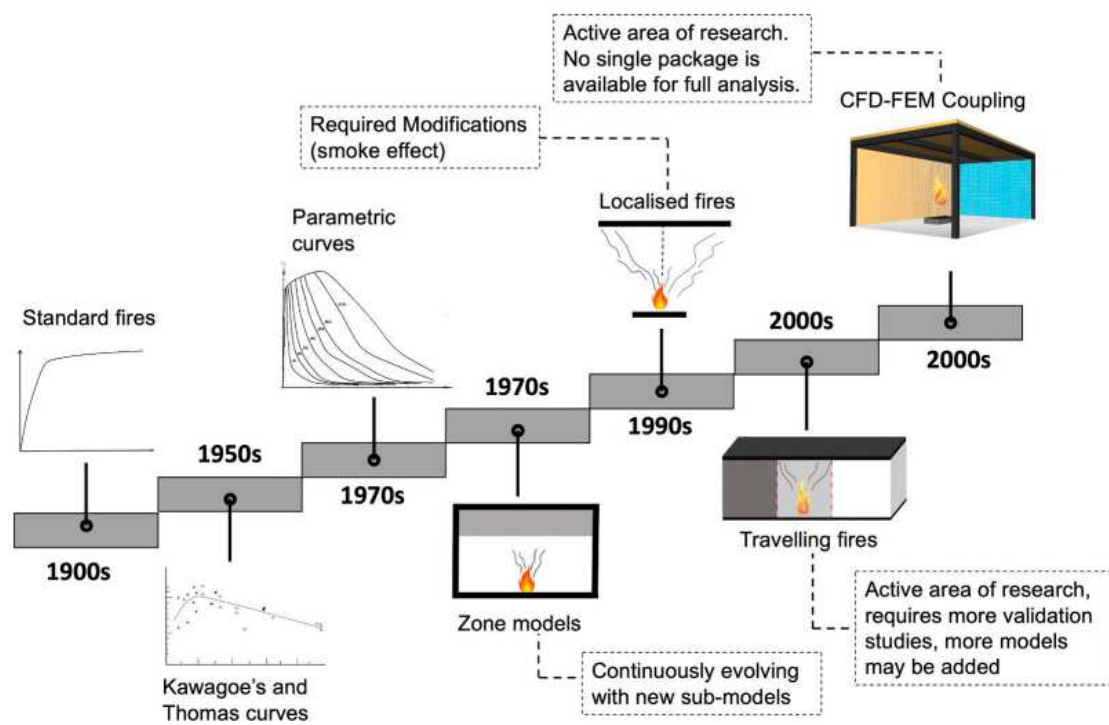 Active area of research.
No single package is
available for full analysis.
CFD-FEM Coupling
Required Modifications
(smoke effect)
Localised fires
Parametric
curves
Standard fires
2000s
2000s
1970s
1990s
1950s
1970s
1900s
Travelling fires
Zone models
Active area of research,
requires more validation
studies, more models
may be added
Continuously evolving
with new sub-models
Kawagoe's and
Thomas curves